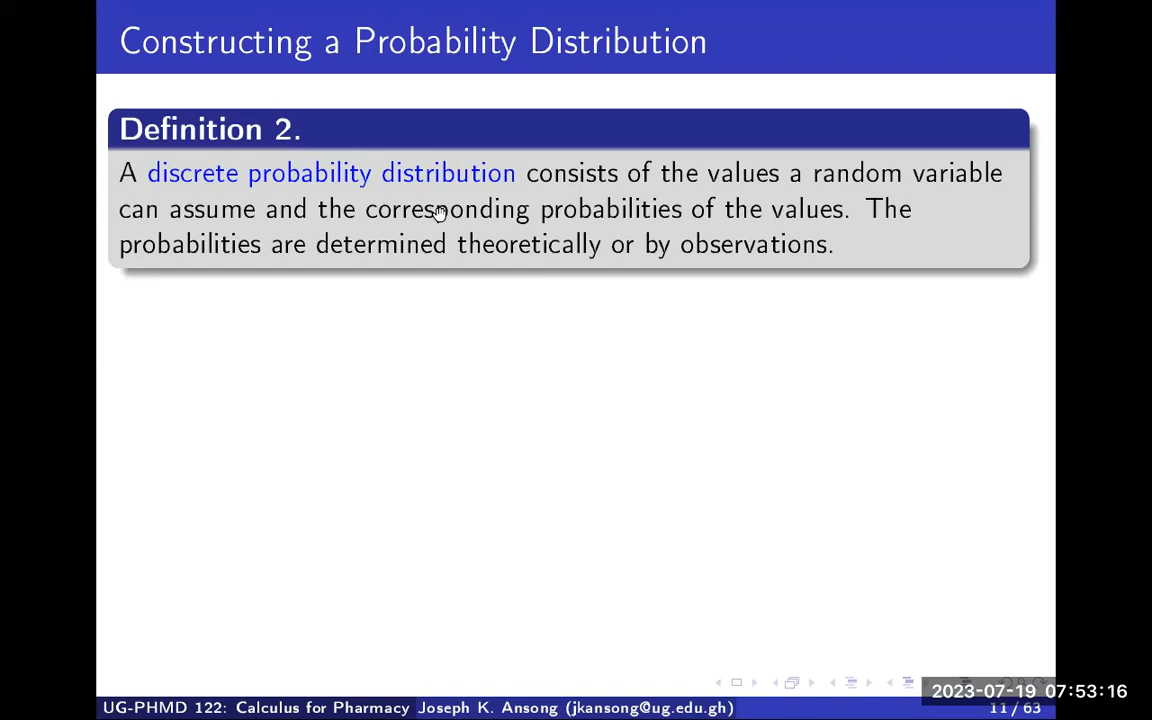 Constructing a Probability Distribution
Definition 2.
A discrete probability distribution consists of the values a random variable
can assume and the corresponding probabilities of the values. The
probabilities are determined theoretically or by observations.
2023-07-19 07:53:16
UG-PHMD 122: Calculus for Pharmacy Joseph K. Ansong (jkansong@ug.edu.gh) 11 / 63